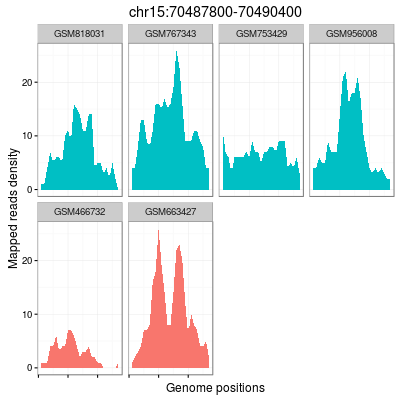 chr15:70487800-70490400
GSM818031 GSM767343 GSM753429 GSM956008
20
10
0
GSM466732 GSM663427
20
10
0
Mapped reads density
Genome positions